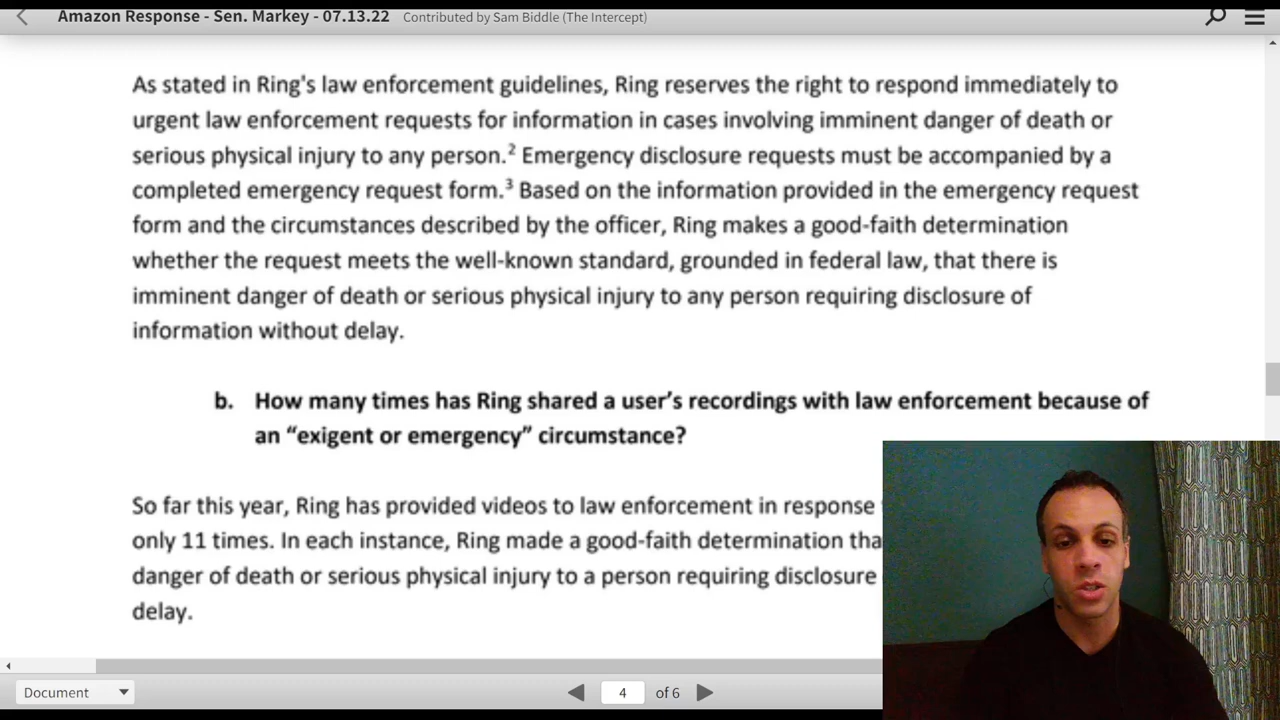 Amazon Response - Sen. Markey - 07.13.22 Contributed by Sam Biddle (The Intercept)
As stated in Ring's law enforcement guidelines, Ring reserves the right to respond immediately to
urgent law enforcement requests for information in cases involving imminent danger of death or
serious physical injury to any person.2 Emergency disclosure requests must be accompanied by a
completed emergency request form.3 Based on the information provided in the emergency request
form and the circumstances described by the officer, Ring makes a good-faith determination
whether the request meets the well-known standard, grounded in federal law, that there is
imminent danger of death or serious physical injury to any person requiring disclosure of
information without delay.
b. How many times has Ring shared a user’s recordings with law enforcement because of
an “exigent or emergency” circumstance?
So far this year, Ring has provided videos to law enforcement in response
only 11 times. In each instance, Ring made a good-faith determination tha
danger of death or serious physical injury to a person requiring disclosure
delay.
Document 4 of 6